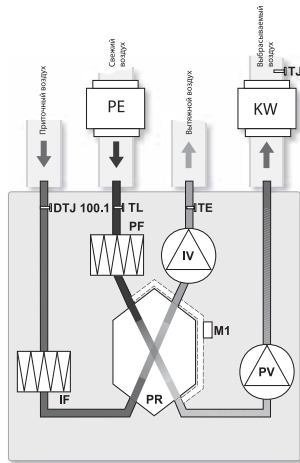 Приточный воздух
Свежий
воздух
Вытяжной воздух
Выбрасываемый
воздух
TJ
PE
KW
DTJ 100.1
TL
TE
PF
IV
M1
PV
IF
PR